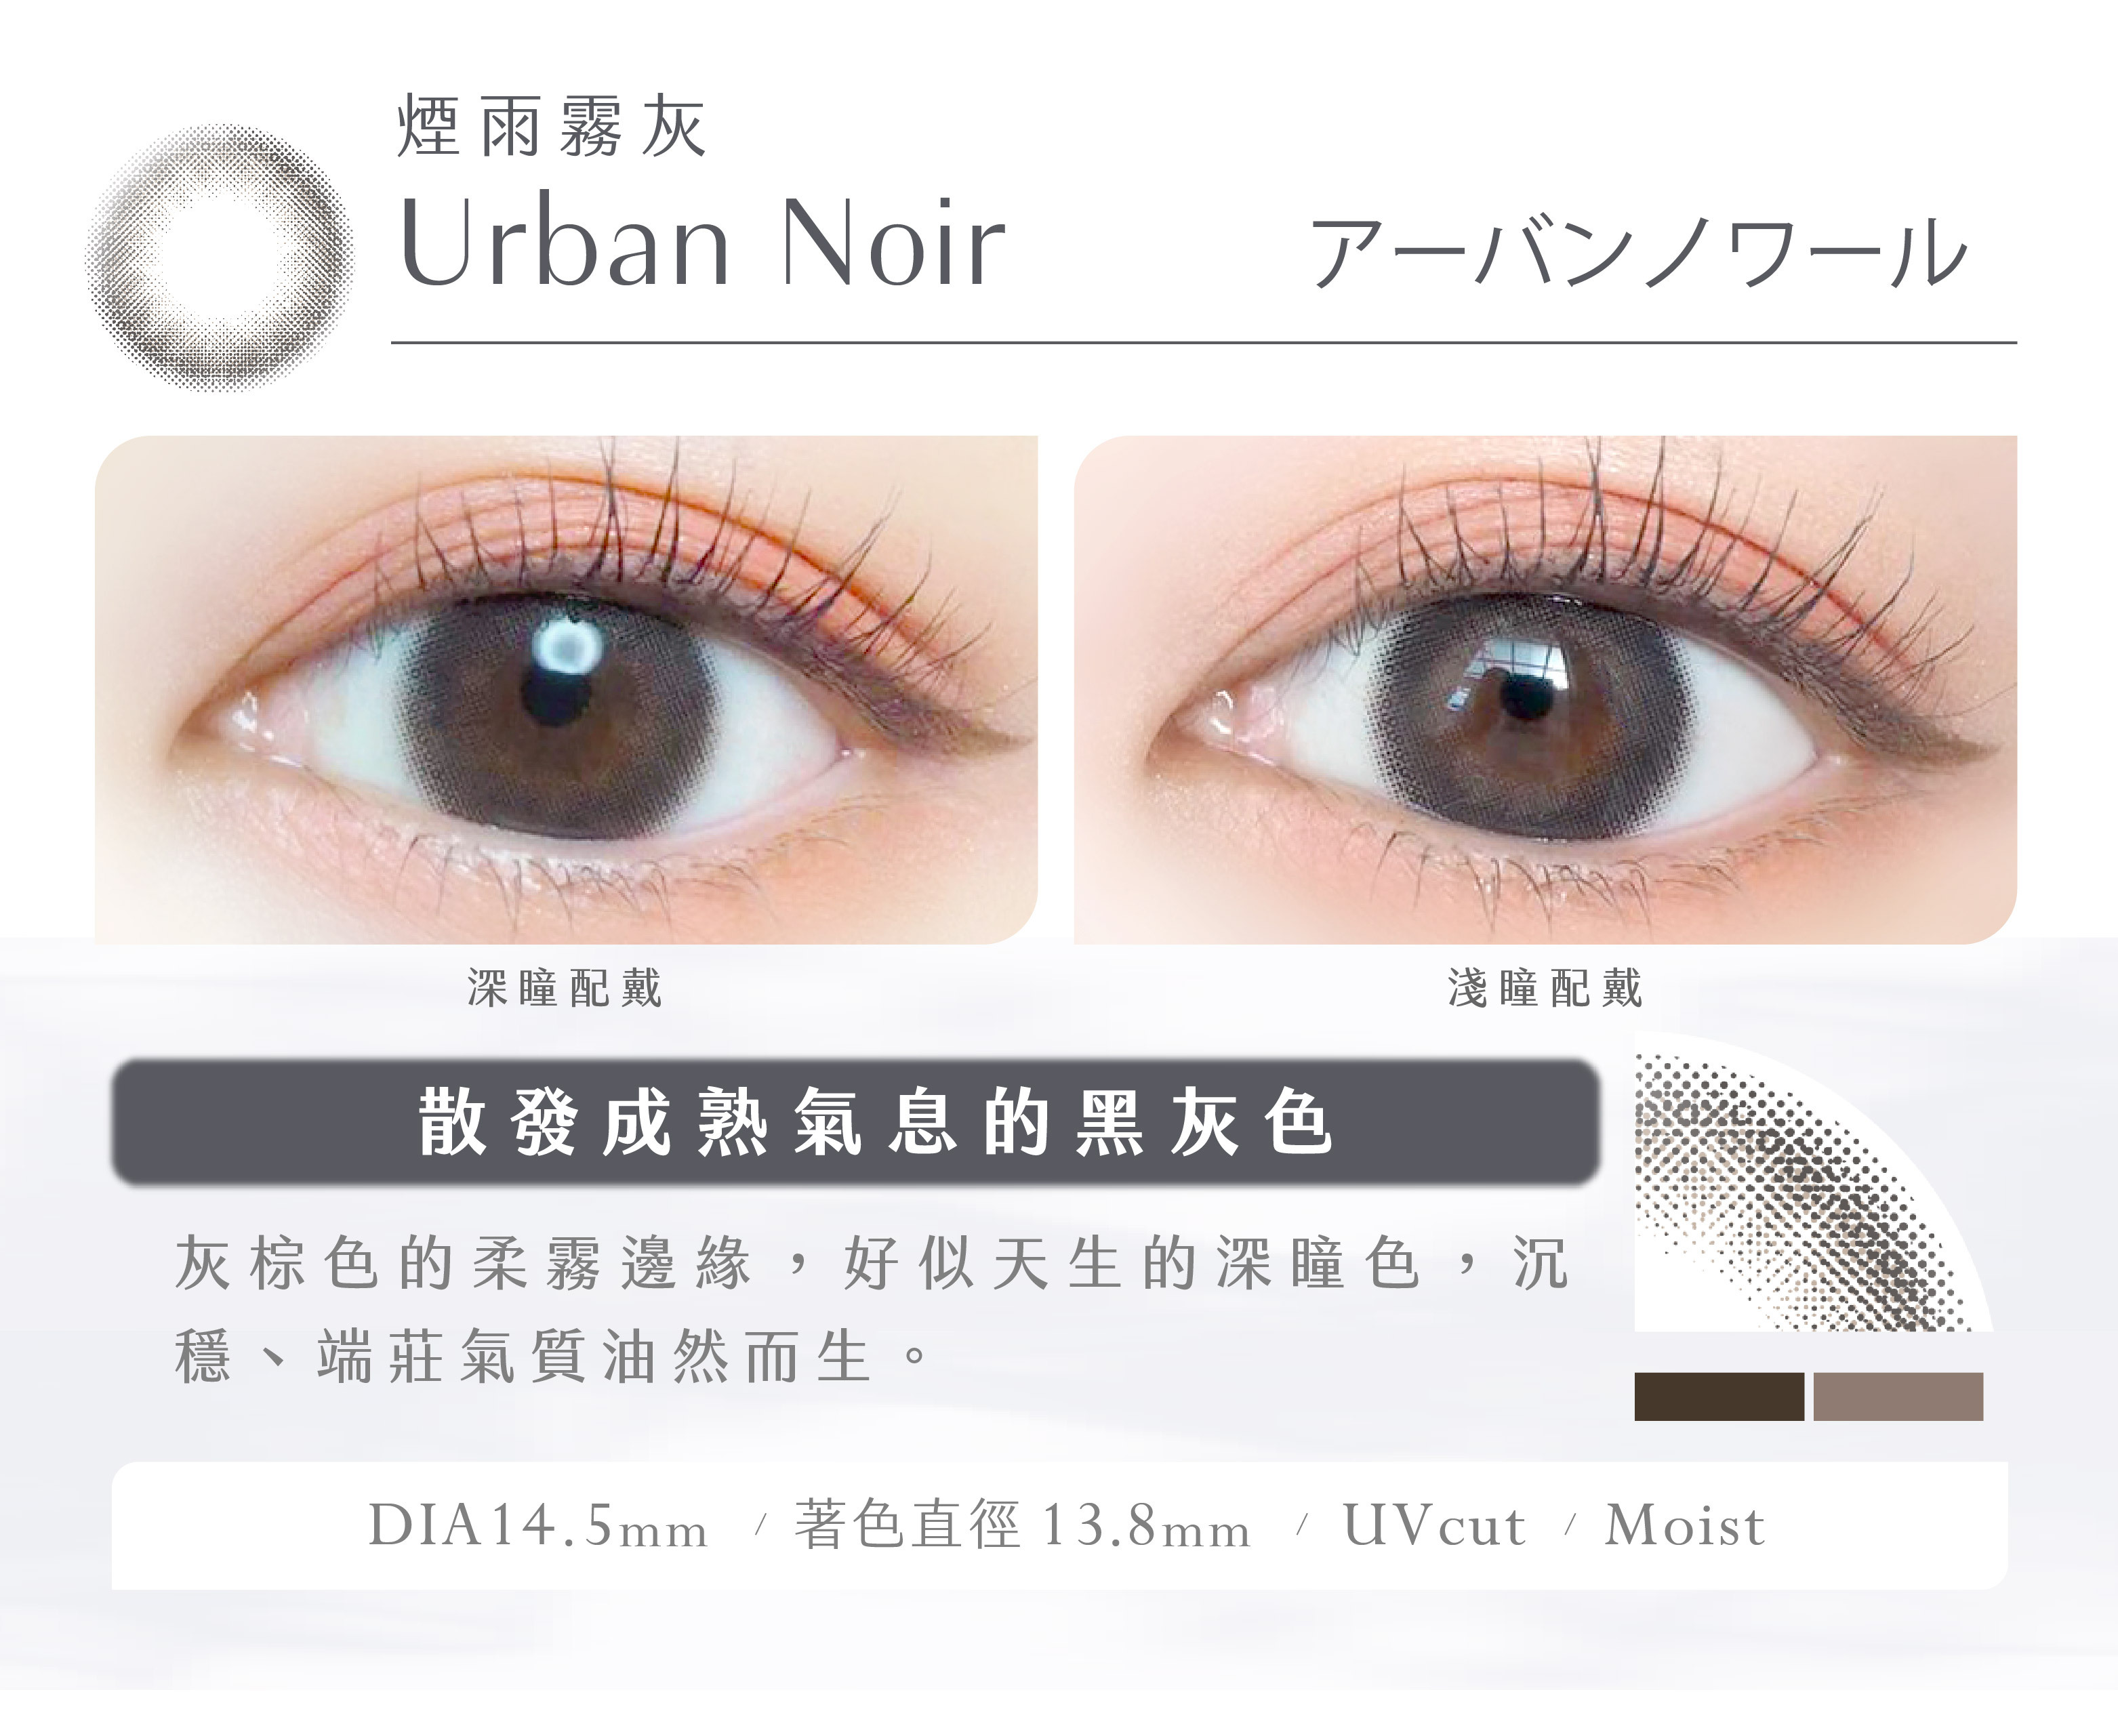 煙雨霧灰
Urban Noir
アーバンノワール
深瞳配戴
淺瞳配戴
散發成熟氣息的黑灰色
灰棕色的柔霧邊緣，好似天生的深瞳色，沉
穩、端莊氣質油然而生。
DIA14.5mm / 著色直徑 13.8mm / UVcut / Moist